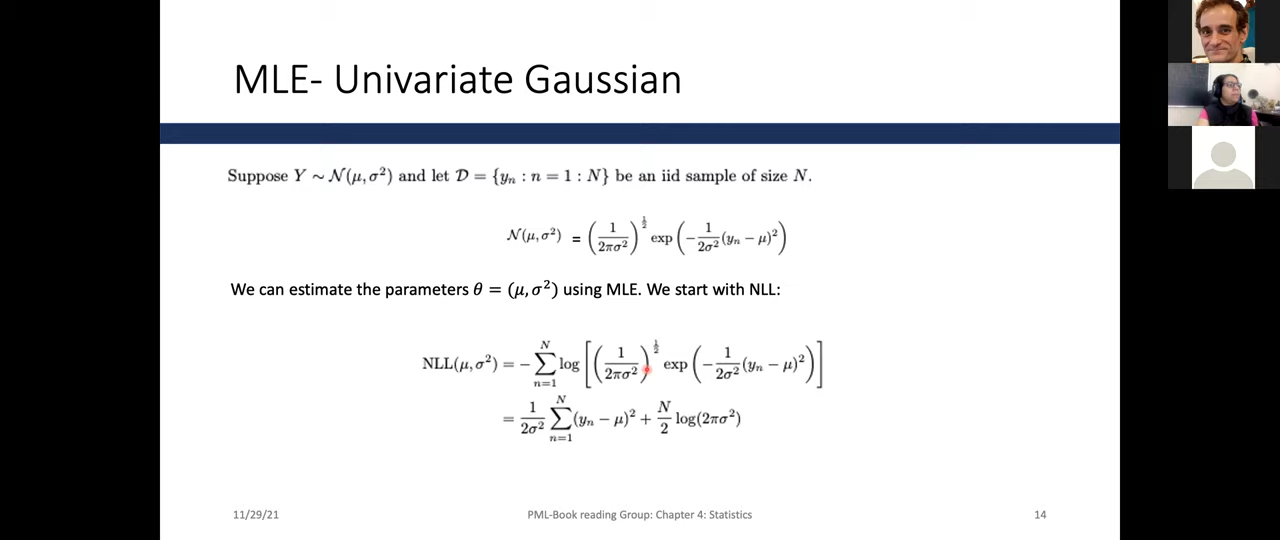 MLE- Univariate Gaussian
Suppose Y ∼ 𝒩(μ, σ²) and let 𝒟 = {yₙ : n = 1 : N} be an iid sample of size N.
𝒩(μ, σ²) = (1/(2πσ²))^(1/2) exp(−1/(2σ²) (yₙ − μ)²)
We can estimate the parameters θ = (μ, σ²) using MLE. We start with NLL:
NLL(μ, σ²) = −∑_{n=1}^{N} log[(1/(2πσ²))^(1/2) exp(−1/(2σ²) (yₙ − μ)²)]
= 1/(2σ²) ∑_{n=1}^{N} (yₙ − μ)² + N/2 log(2πσ²)
11/29/21 PML-Book reading Group: Chapter 4: Statistics 14